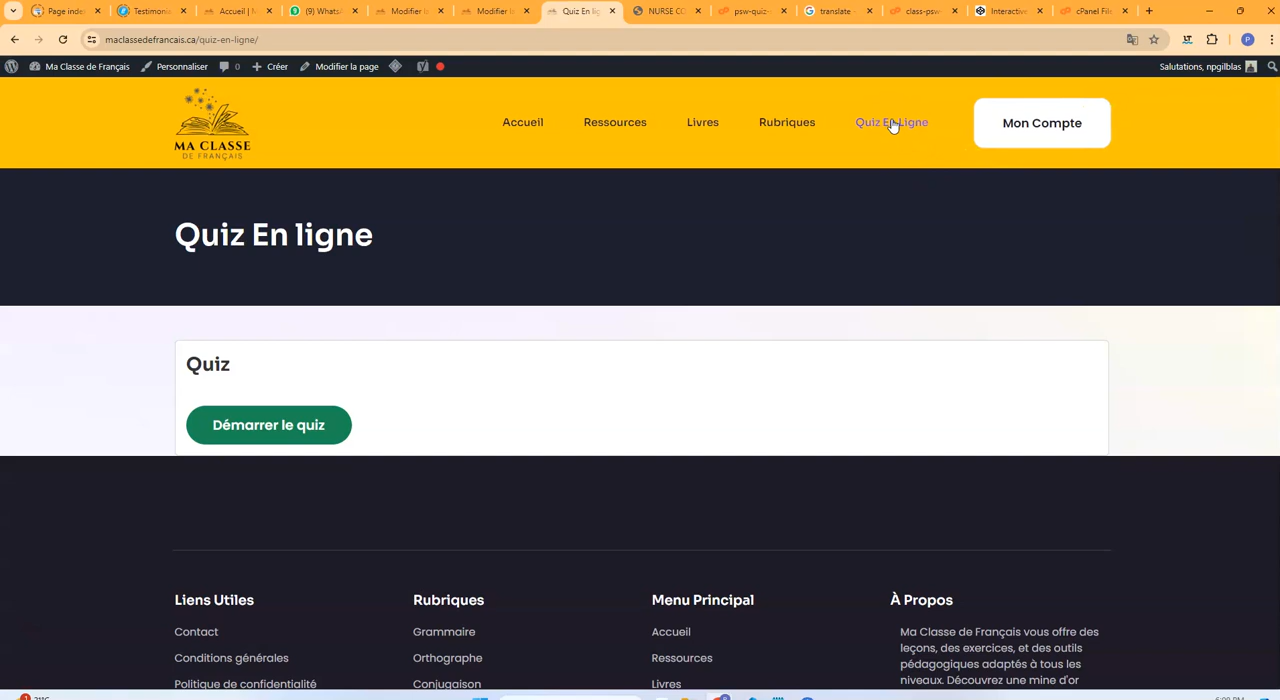 Page index
Testimonia
Accueil | M
(9) WhatsA
Modifier la
Modifier la
Quiz En lig
NURSE CO
psw-quiz-
translate -
class-psw-
Interactive
cPanel File
maclassedefrancais.ca/quiz-en-ligne/
Ma Classe de Français
Personnaliser
0
Créer
Modifier la page
Salutations, npgilblas
MA CLASSE
DE FRANÇAIS
Accueil
Ressources
Livres
Rubriques
Quiz En Ligne
Mon Compte
Quiz En ligne
Quiz
Démarrer le quiz
Liens Utiles
Contact
Conditions générales
Politique de confidentialité
Rubriques
Grammaire
Orthographe
Conjugaison
Menu Principal
Accueil
Ressources
Livres
À Propos
Ma Classe de Français vous offre des
leçons, des exercices, et des outils
pédagogiques adaptés à tous les
niveaux. Découvrez une mine d'or